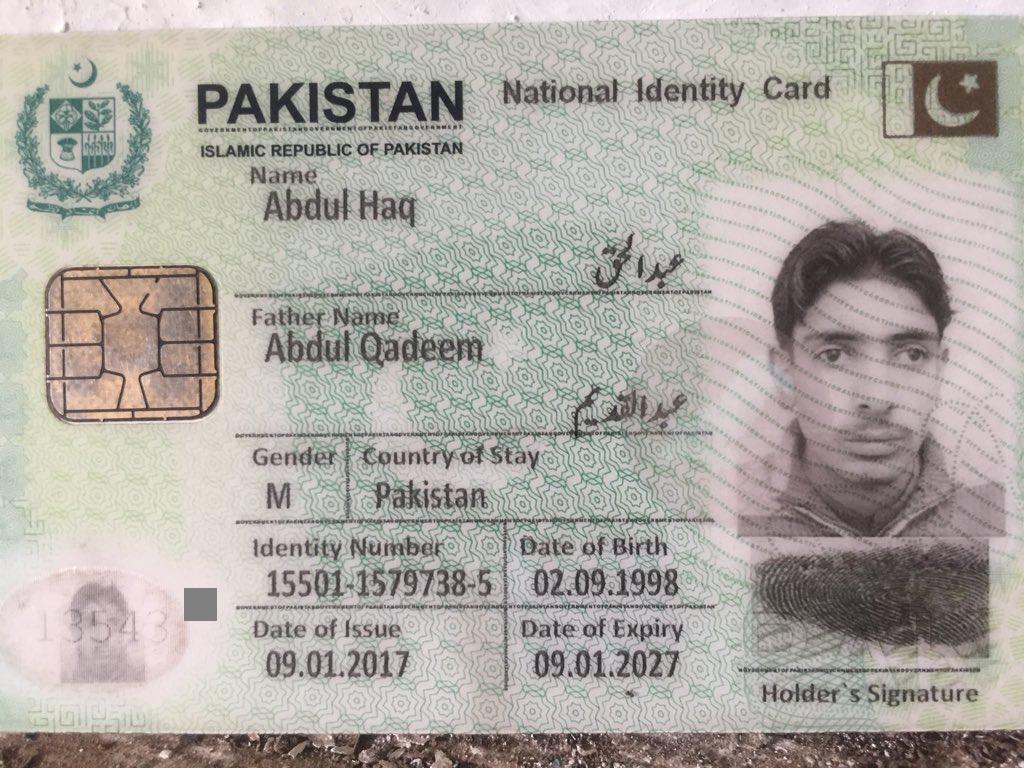 PAKISTAN
National Identity Card
ISLAMIC REPUBLIC OF PAKISTAN
Name
Abdul Haq
عبدالحق
Father Name
Abdul Qadeem
عبدالقدیم
Gender Country of Stay
M Pakistan
Identity Number Date of Birth
15501-1579738-5 02.09.1998
13543
Date of Issue Date of Expiry
09.01.2017 09.01.2027
Holder`s Signature